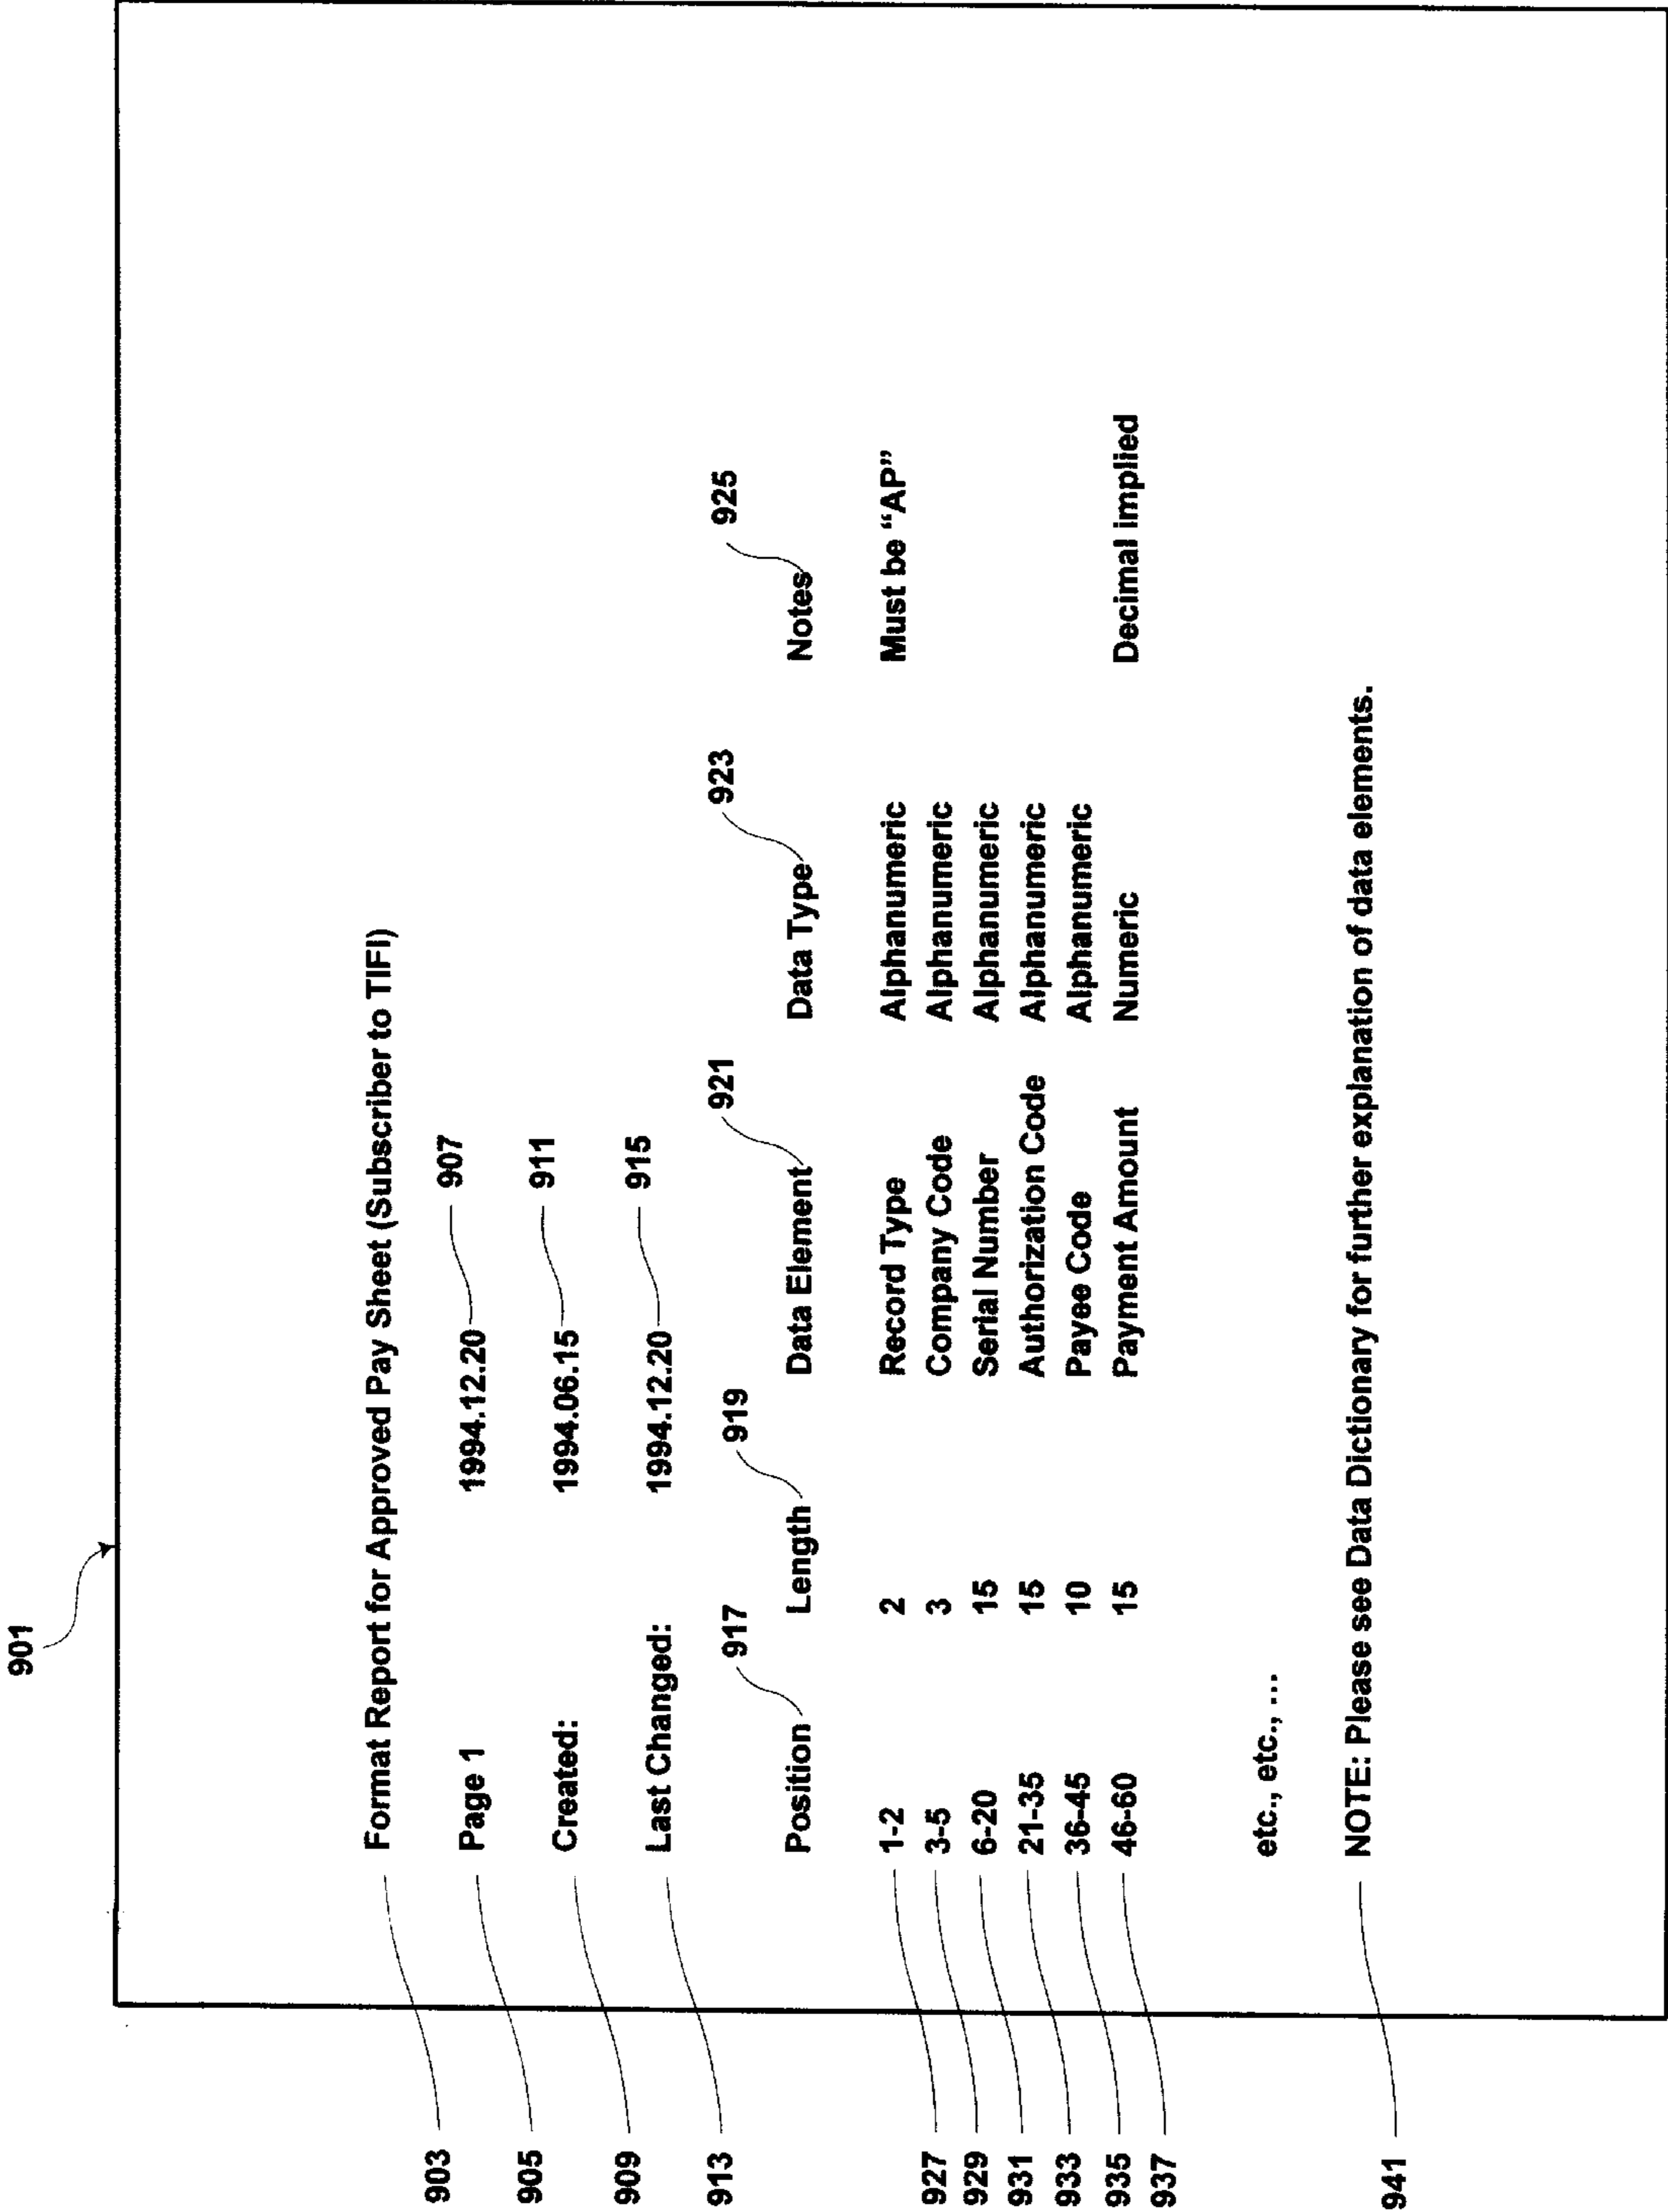 901
903 Format Report for Approved Pay Sheet (Subscriber to TIFI)
905 Page 1 1994.12.20 907
909 Created: 1994.06.15 911
913 Last Changed: 1994.12.20 915
917 919 921 923 925
Position Length Data Element Data Type Notes
927 1-2 2 Record Type Alphanumeric Must be “AP”
929 3-5 3 Company Code Alphanumeric
931 6-20 15 Serial Number Alphanumeric
933 21-35 15 Authorization Code Alphanumeric
935 36-45 10 Payee Code Alphanumeric
937 46-60 15 Payment Amount Numeric Decimal implied
etc., etc., ...
941 NOTE: Please see Data Dictionary for further explanation of data elements.